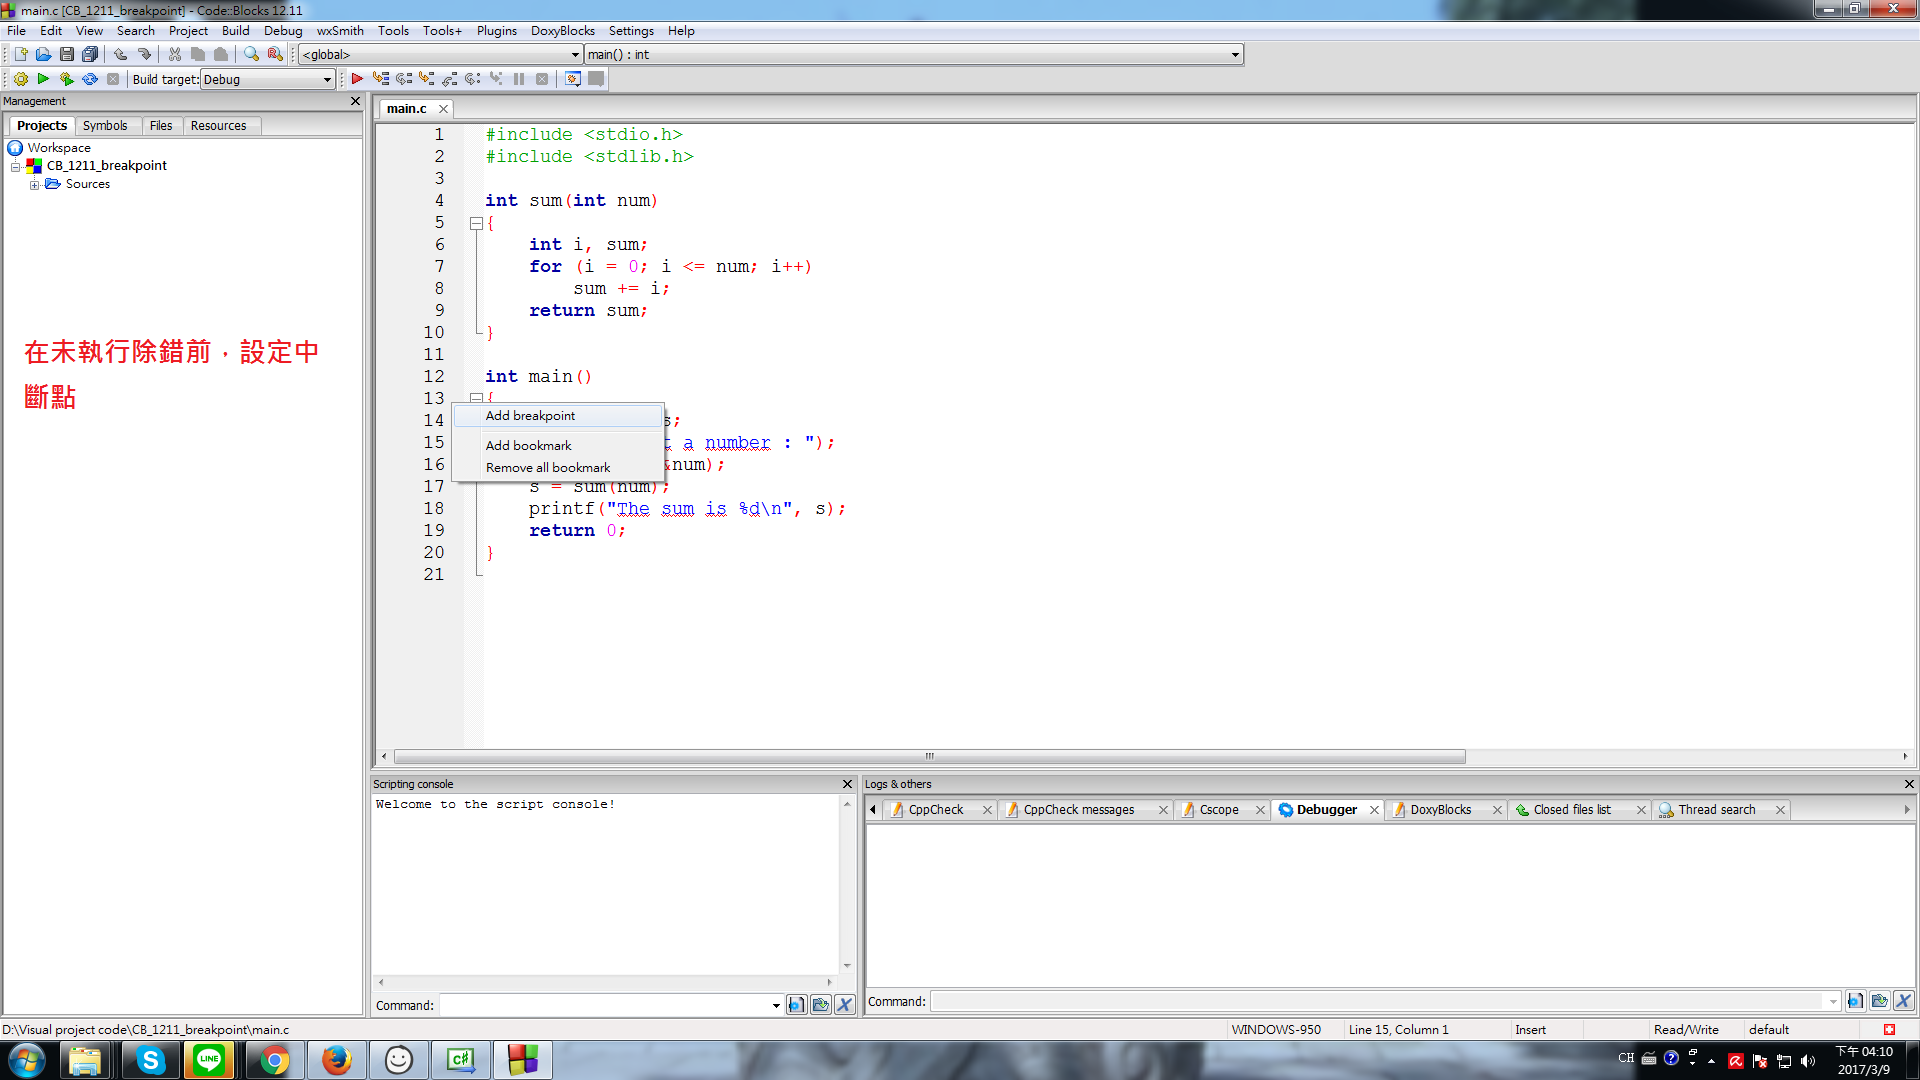 main.c [CB_1211_breakpoint] - Code::Blocks 12.11
File Edit View Search Project Build Debug wxSmith Tools Tools+ Plugins DoxyBlocks Settings Help
<global> main() : int
Build target: Debug
Management
main.c
Projects Symbols Files Resources
Workspace
CB_1211_breakpoint
Sources
在未執行除錯前，設定中
斷點
1 #include <stdio.h>
2 #include <stdlib.h>
3
4 int sum(int num)
5 {
6 int i, sum;
7 for (i = 0; i <= num; i++)
8 sum += i;
9 return sum;
10 }
11
12 int main()
13 {
14 s;
15 t a number : ");
16 &num);
17 s = sum(num);
18 printf("The sum is %d\n", s);
19 return 0;
20 }
21
Add breakpoint
Add bookmark
Remove all bookmark
Scripting console
Welcome to the script console!
Command:
Logs & others
CppCheck CppCheck messages Cscope Debugger DoxyBlocks Closed files list Thread search
Command:
D:\Visual project code\CB_1211_breakpoint\main.c WINDOWS-950 Line 15, Column 1 Insert Read/Write default
LINE
C#
CH
下午 04:10
2017/3/9